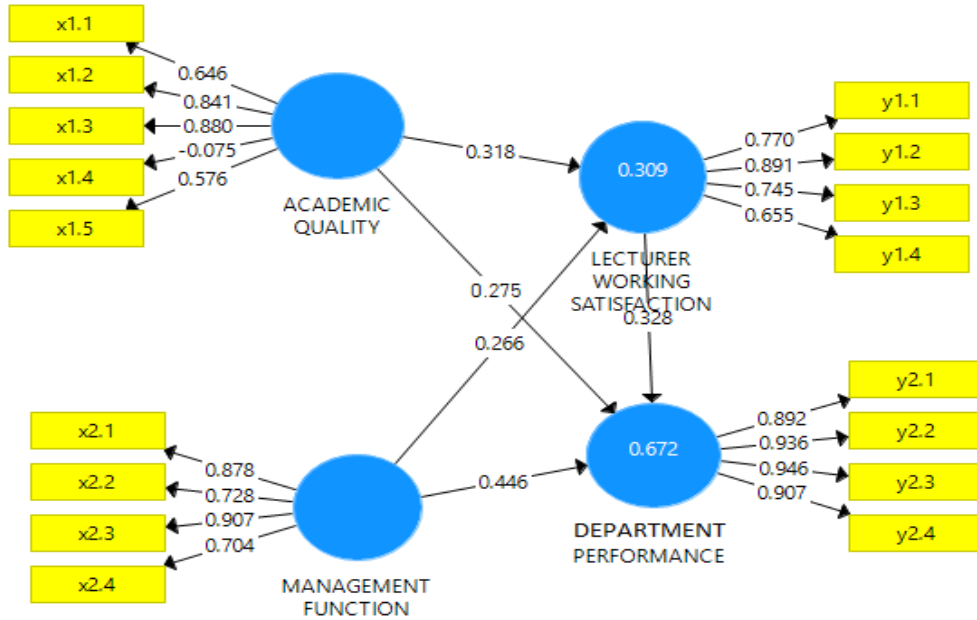 x1.1
x1.2
x1.3
x1.4
x1.5
0.646
0.841
0.880
-0.075
0.576
ACADEMIC
QUALITY
0.318
0.275
0.266
0.309
LECTURER
WORKING
SATISFACTION
0.328
0.770
0.891
0.745
0.655
y1.1
y1.2
y1.3
y1.4
x2.1
x2.2
x2.3
x2.4
0.878
0.728
0.907
0.704
MANAGEMENT
FUNCTION
0.446
0.672
DEPARTMENT
PERFORMANCE
0.892
0.936
0.946
0.907
y2.1
y2.2
y2.3
y2.4